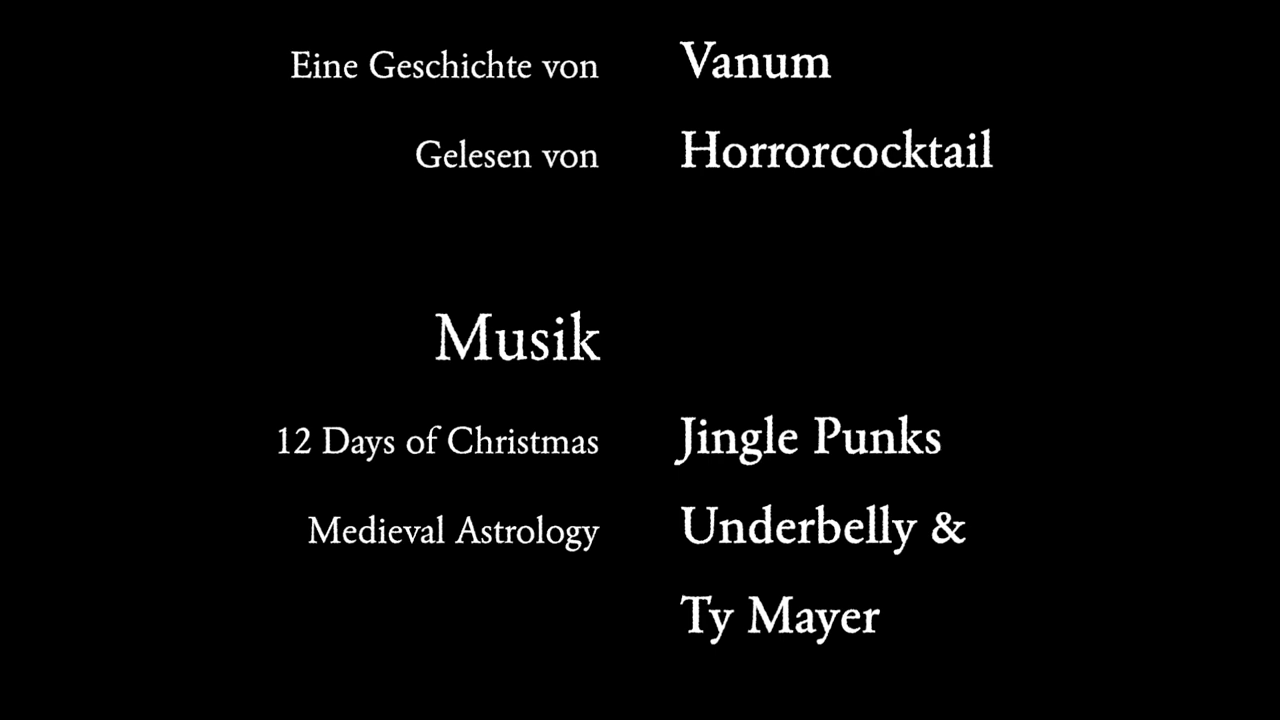 Eine Geschichte von Vanum
Gelesen von Horrorcocktail
Musik
12 Days of Christmas Jingle Punks
Medieval Astrology Underbelly &
Ty Mayer